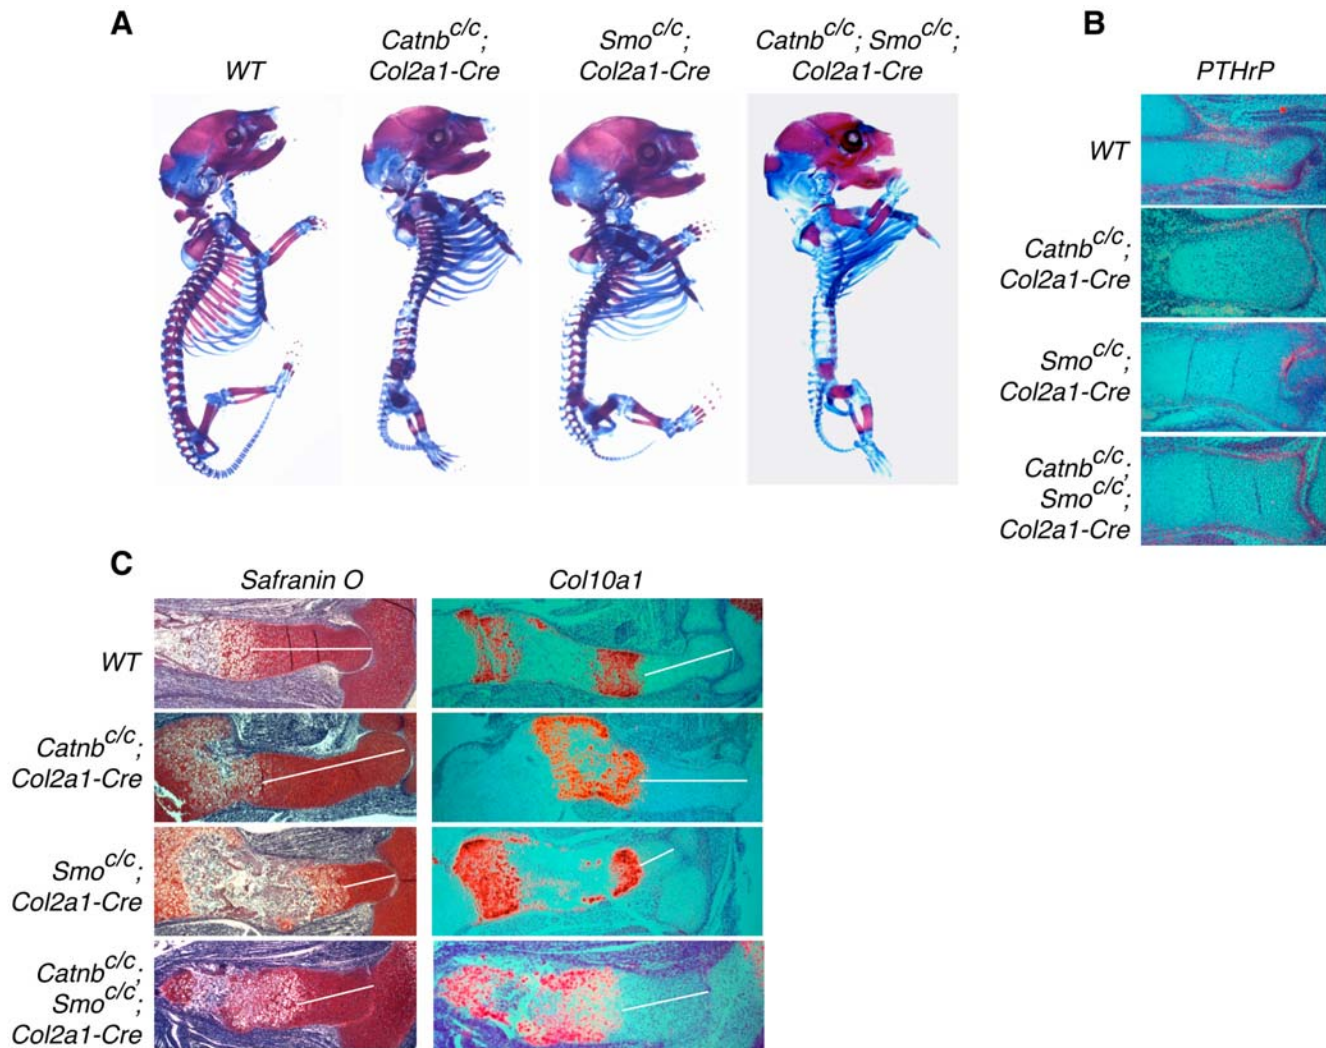 A
WT
Catnb^c/c;
Col2a1-Cre
Smo^c/c;
Col2a1-Cre
Catnb^c/c; Smo^c/c;
Col2a1-Cre
B
PTHrP
WT
Catnb^c/c;
Col2a1-Cre
Smo^c/c;
Col2a1-Cre
Catnb^c/c;
Smo^c/c;
Col2a1-Cre
C
Safranin O
Col10a1
WT
Catnb^c/c;
Col2a1-Cre
Smo^c/c;
Col2a1-Cre
Catnb^c/c;
Smo^c/c;
Col2a1-Cre